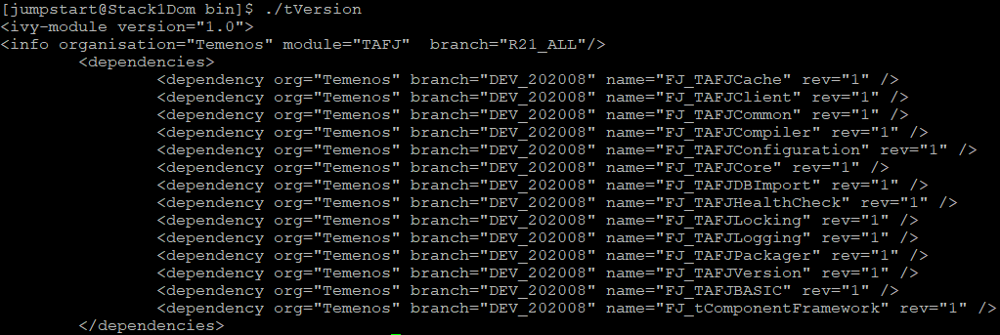 [jumpstart@Stack1Dom bin]$ ./tVersion
<ivy-module version="1.0">
<info organisation="Temenos" module="TAFJ"  branch="R21_ALL"/>
        <dependencies>
                <dependency org="Temenos" branch="DEV_202008" name="FJ_TAFJCache" rev="1" />
                <dependency org="Temenos" branch="DEV_202008" name="FJ_TAFJClient" rev="1" />
                <dependency org="Temenos" branch="DEV_202008" name="FJ_TAFJCommon" rev="1" />
                <dependency org="Temenos" branch="DEV_202008" name="FJ_TAFJCompiler" rev="1" />
                <dependency org="Temenos" branch="DEV_202008" name="FJ_TAFJConfiguration" rev="1" />
                <dependency org="Temenos" branch="DEV_202008" name="FJ_TAFJCore" rev="1" />
                <dependency org="Temenos" branch="DEV_202008" name="FJ_TAFJDBImport" rev="1" />
                <dependency org="Temenos" branch="DEV_202008" name="FJ_TAFJHealthCheck" rev="1" />
                <dependency org="Temenos" branch="DEV_202008" name="FJ_TAFJLocking" rev="1" />
                <dependency org="Temenos" branch="DEV_202008" name="FJ_TAFJLogging" rev="1" />
                <dependency org="Temenos" branch="DEV_202008" name="FJ_TAFJPackager" rev="1" />
                <dependency org="Temenos" branch="DEV_202008" name="FJ_TAFJVersion" rev="1" />
                <dependency org="Temenos" branch="DEV_202008" name="FJ_TAFJBASIC" rev="1" />
                <dependency org="Temenos" branch="DEV_202008" name="FJ_tComponentFramework" rev="1" />
        </dependencies>